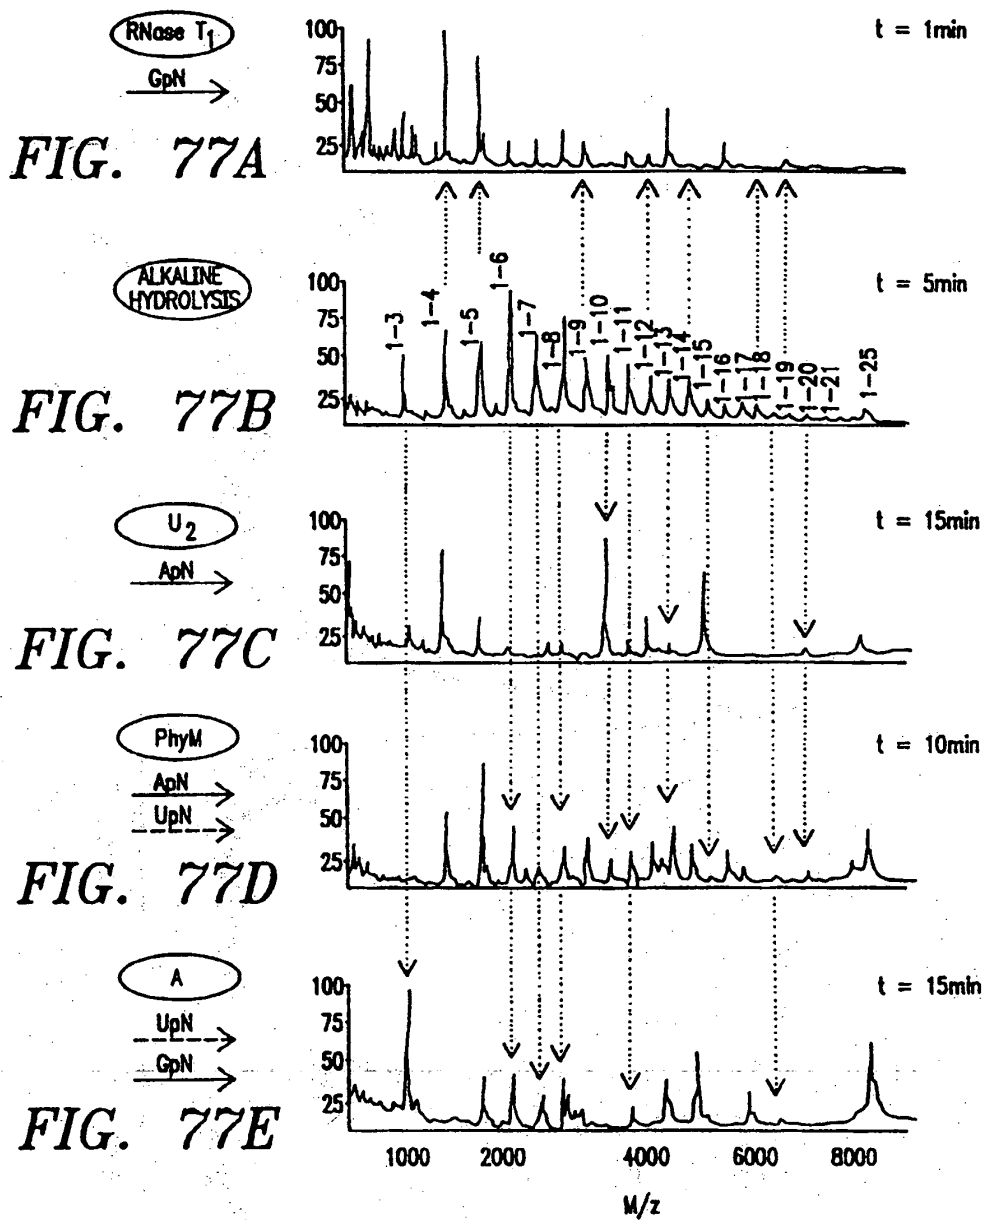 RNase T1
GpN
FIG. 77A
100
75
50
25
t = 1min
ALKALINE
HYDROLYSIS
FIG. 77B
100
75
50
25
t = 5min
1-3
1-4
1-5
1-6
1-7
1-8
1-9
1-10
1-11
1-12
1-13
1-14
1-15
1-16
1-17
1-18
1-19
1-20
1-21
1-25
U2
ApN
FIG. 77C
100
75
50
25
t = 15min
PhyM
ApN
UpN
FIG. 77D
100
75
50
25
t = 10min
A
UpN
GpN
FIG. 77E
100
75
50
25
t = 15min
1000 2000 4000 6000 8000
M/z